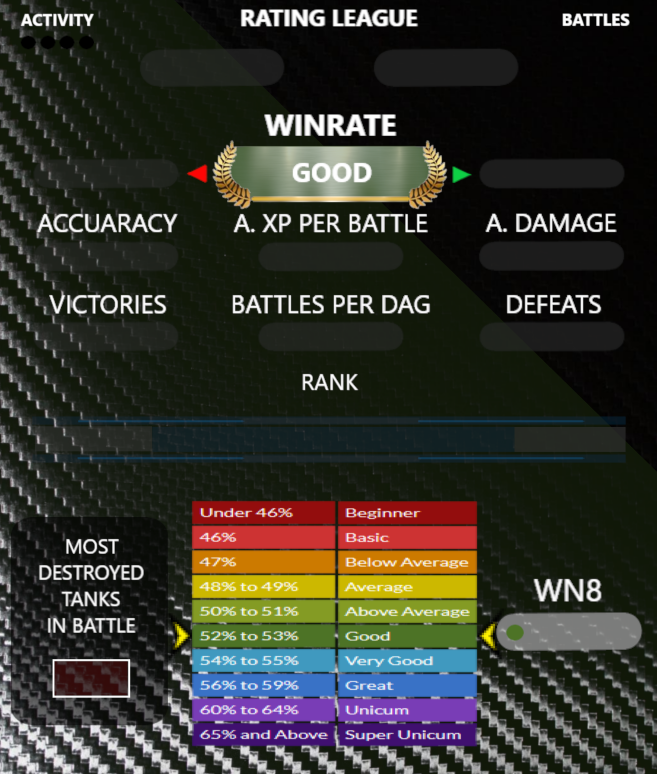 ACTIVITY
RATING LEAGUE
BATTLES
WINRATE
GOOD
ACCUARACY
A. XP PER BATTLE
A. DAMAGE
VICTORIES
BATTLES PER DAG
DEFEATS
RANK
MOST
DESTROYED
TANKS
IN BATTLE
Under 46% Beginner
46% Basic
47% Below Average
48% to 49% Average
50% to 51% Above Average
52% to 53% Good
54% to 55% Very Good
56% to 59% Great
60% to 64% Unicum
65% and Above Super Unicum
WN8